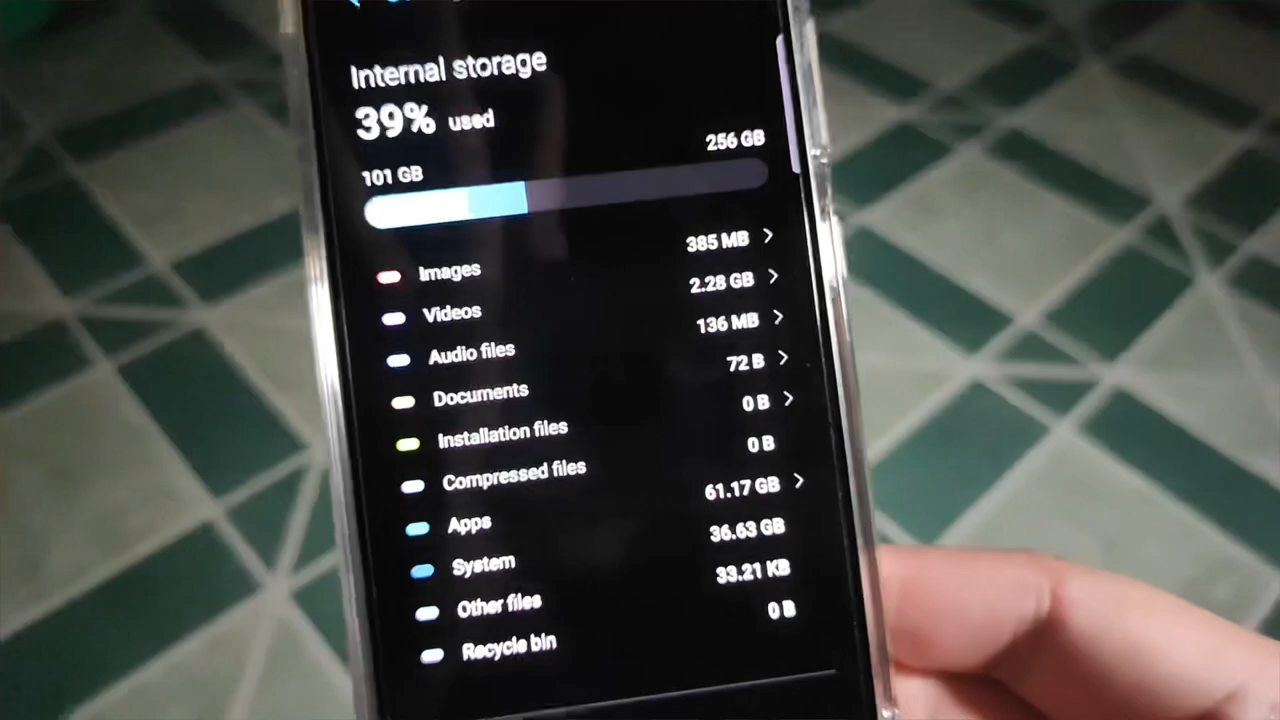 Internal storage
39% used
101 GB 256 GB
Images 385 MB
Videos 2.28 GB
Audio files 136 MB
Documents 72 B
Installation files 0 B
Compressed files 0 B
Apps 61.17 GB
System 36.63 GB
Other files 33.21 KB
Recycle bin 0 B